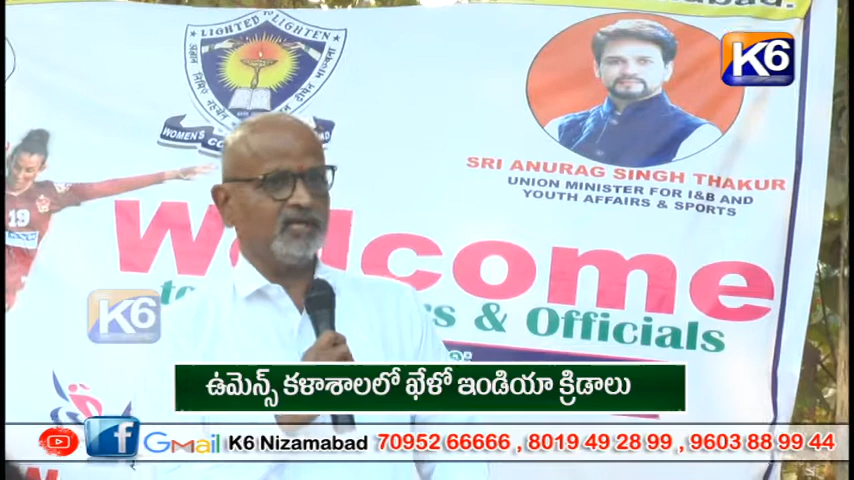 LIGHTED TO LIGHTEN
K6
WOMEN'S
SRI ANURAG SINGH THAKUR
UNION MINISTER FOR I&B AND
YOUTH AFFAIRS & SPORTS
19
Welcome
& Officials
K6
ఉమెన్స్ కళాశాలలో ఖేళో ఇండియా క్రిడాలు
Gmail K6 Nizamabad 70952 66666 , 8019 49 28 99 , 9603 88 99 44